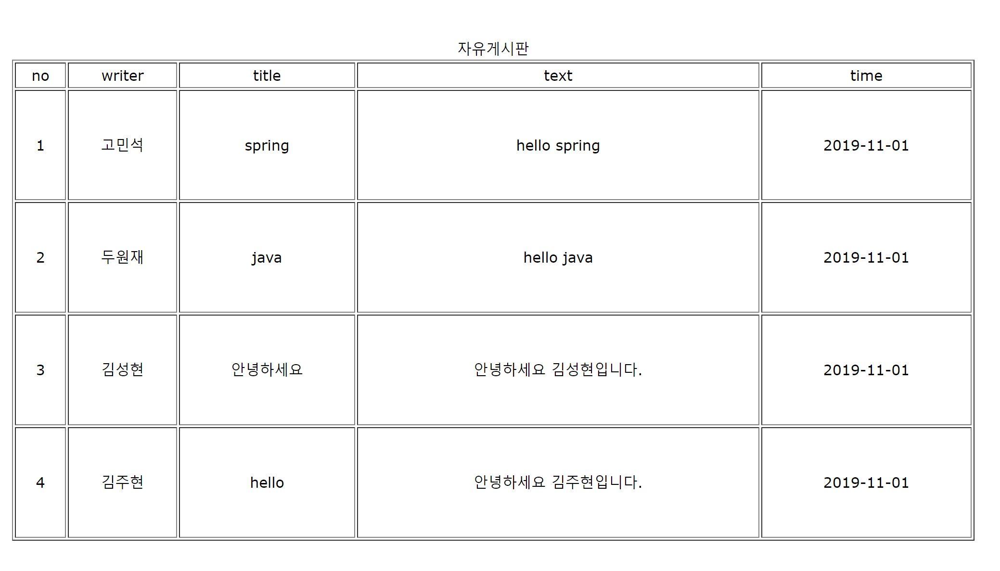 자유게시판
no writer title text time
1 고민석 spring hello spring 2019-11-01
2 두원재 java hello java 2019-11-01
3 김성현 안녕하세요 안녕하세요 김성현입니다. 2019-11-01
4 김주현 hello 안녕하세요 김주현입니다. 2019-11-01